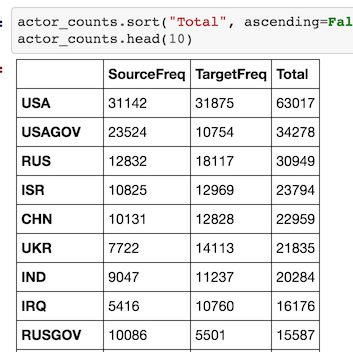 actor_counts.sort("Total", ascending=Fal
actor_counts.head(10)
SourceFreq TargetFreq Total
USA 31142 31875 63017
USAGOV 23524 10754 34278
RUS 12832 18117 30949
ISR 10825 12969 23794
CHN 10131 12828 22959
UKR 7722 14113 21835
IND 9047 11237 20284
IRQ 5416 10760 16176
RUSGOV 10086 5501 15587